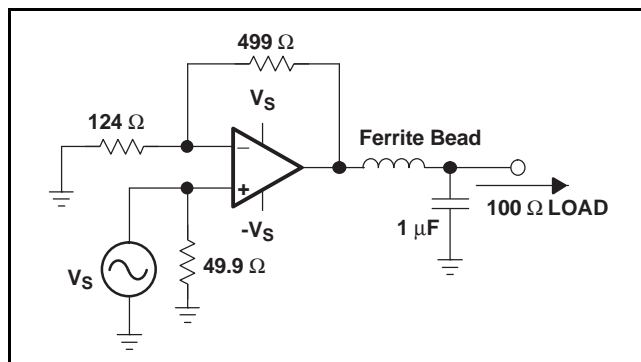 499 Ω
VS
124 Ω
Ferrite Bead
−
+
-VS
1 µF
100 Ω LOAD
49.9 Ω
VS